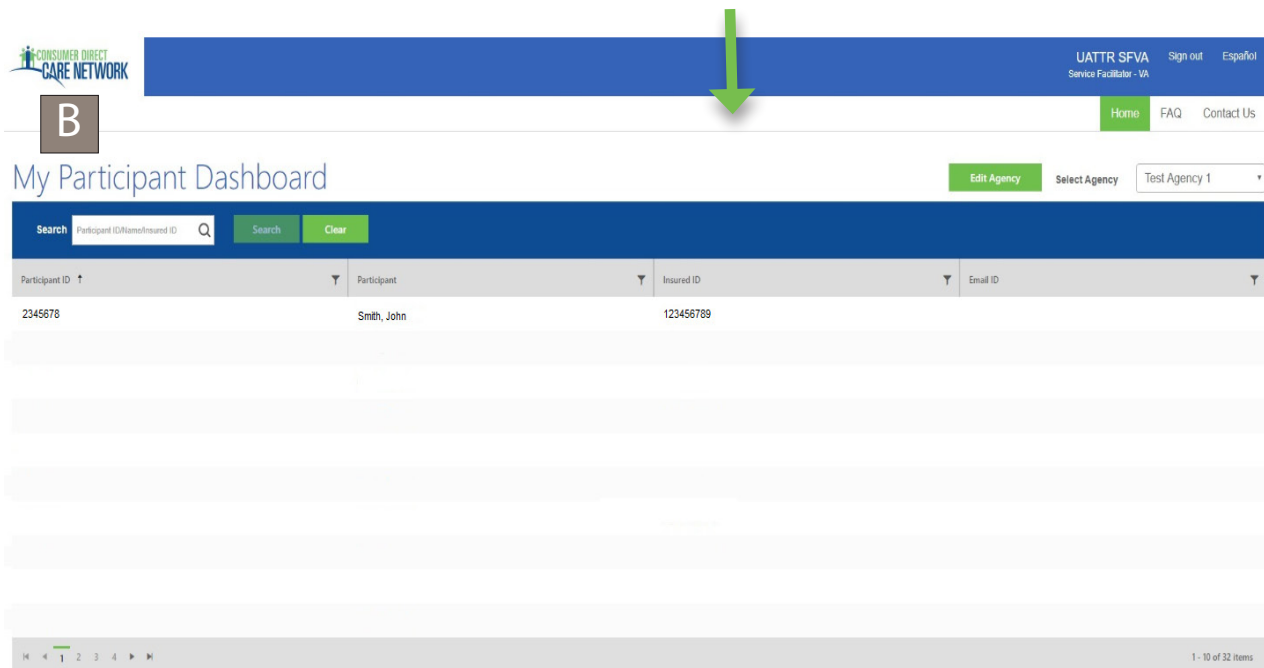 CONSUMER DIRECT
CARE NETWORK
UATTR SFVA Sign out Español
Service Facilitator - VA
B
Home FAQ Contact Us
My Participant Dashboard
Edit Agency Select Agency Test Agency 1
Search Participant ID/Name/Insured ID Search Clear
Participant ID Participant Insured ID Email ID
2345678 Smith, John 123456789
1 2 3 4 1 - 10 of 32 items